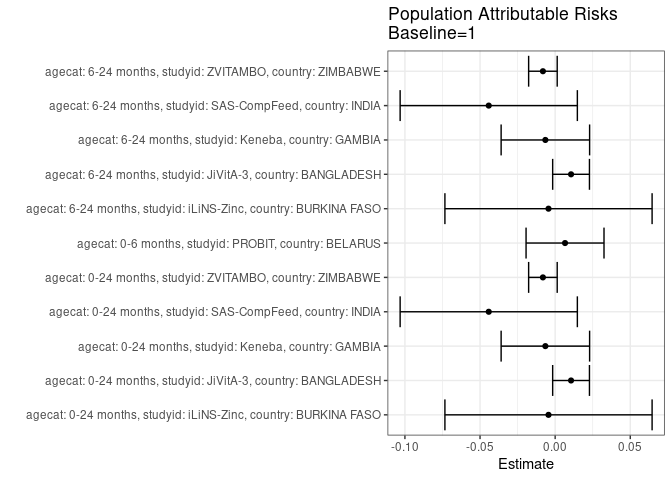 Population Attributable Risks
Baseline=1
agecat: 6-24 months, studyid: ZVITAMBO, country: ZIMBABWE
agecat: 6-24 months, studyid: SAS-CompFeed, country: INDIA
agecat: 6-24 months, studyid: Keneba, country: GAMBIA
agecat: 6-24 months, studyid: JiVitA-3, country: BANGLADESH
agecat: 6-24 months, studyid: iLiNS-Zinc, country: BURKINA FASO
agecat: 0-6 months, studyid: PROBIT, country: BELARUS
agecat: 0-24 months, studyid: ZVITAMBO, country: ZIMBABWE
agecat: 0-24 months, studyid: SAS-CompFeed, country: INDIA
agecat: 0-24 months, studyid: Keneba, country: GAMBIA
agecat: 0-24 months, studyid: JiVitA-3, country: BANGLADESH
agecat: 0-24 months, studyid: iLiNS-Zinc, country: BURKINA FASO
-0.10 -0.05 0.00 0.05
Estimate